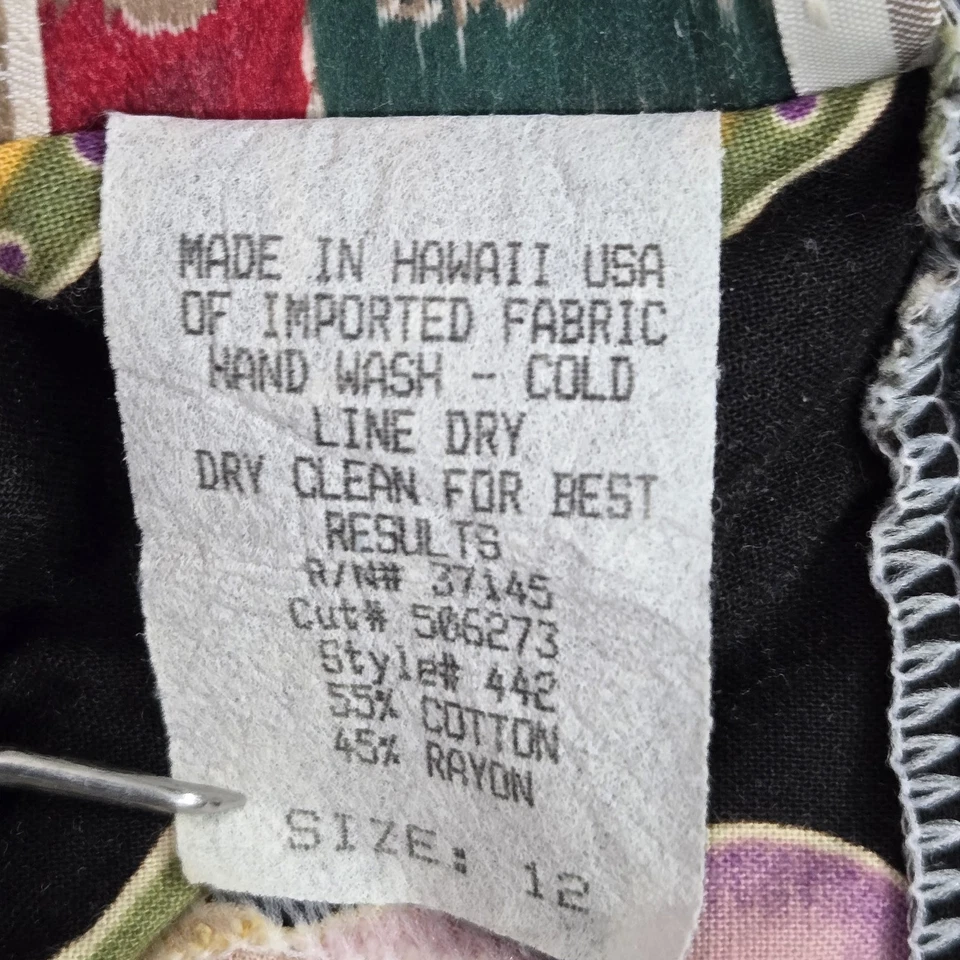 MADE IN HAWAII USA
OF IMPORTED FABRIC
HAND WASH - COLD
LINE DRY
DRY CLEAN FOR BEST
RESULTS
R/N# 37145
Cut# 506273
Style# 442
55% COTTON
45% RAYON
SIZE: 12